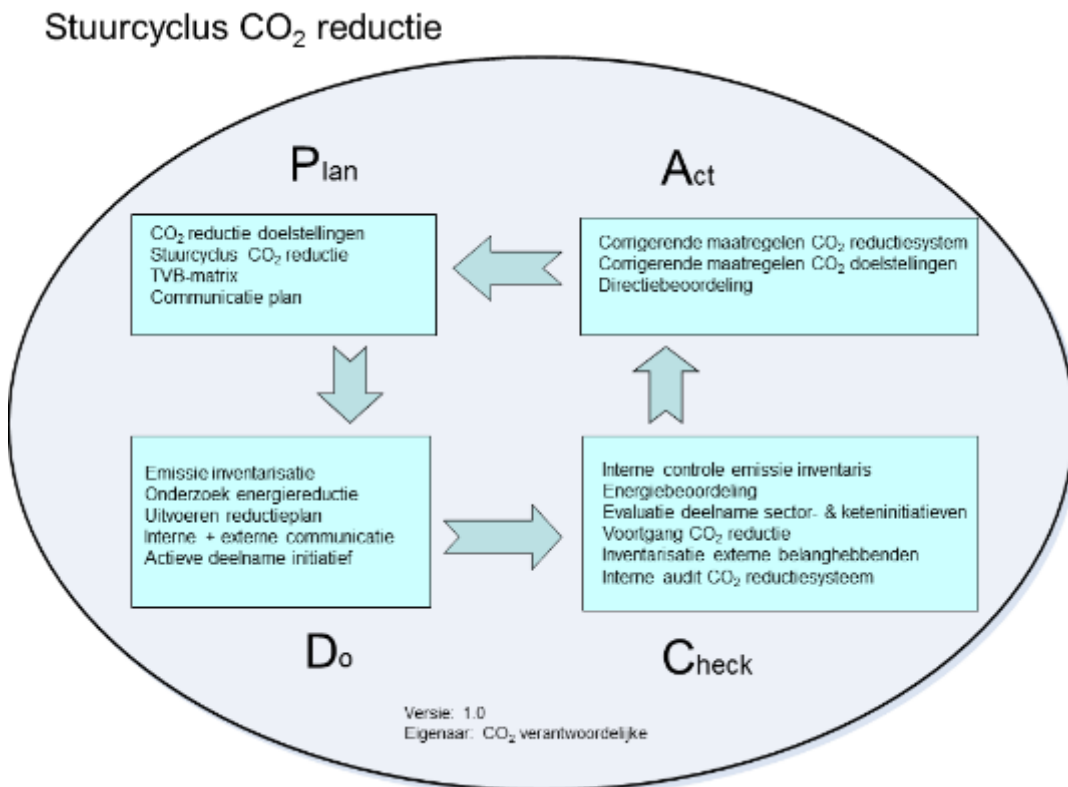 Stuurcyclus CO₂ reductie
Plan
CO₂ reductie doelstellingen
Stuurcyclus CO₂ reductie
TVB-matrix
Communicatie plan
Act
Corrigerende maatregelen CO₂ reductiesystem
Corrigerende maatregelen CO₂ doelstellingen
Directiebeoordeling
Emissie inventarisatie
Onderzoek energiereductie
Uitvoeren reductieplan
Interne + externe communicatie
Actieve deelname initiatief
Do
Interne controle emissie inventaris
Energiebeoordeling
Evaluatie deelname sector- & keteninitiatieven
Voortgang CO₂ reductie
Inventarisatie externe belanghebbenden
Interne audit CO₂ reductiesysteem
Check
Versie: 1.0
Eigenaar: CO₂ verantwoordelijke